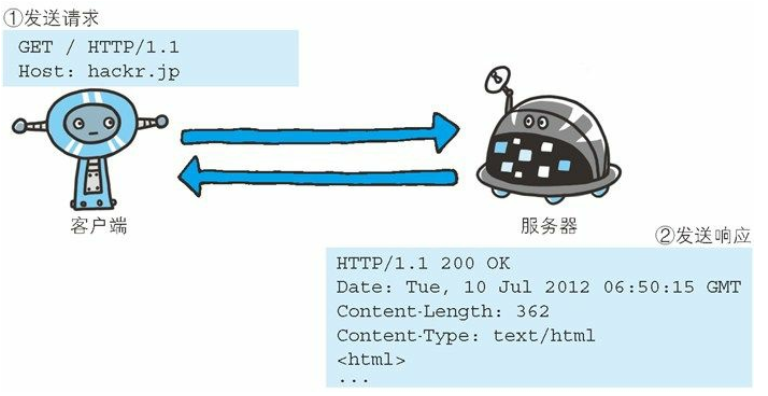 ①发送请求
GET / HTTP/1.1
Host: hackr.jp
客户端
服务器
②发送响应
HTTP/1.1 200 OK
Date: Tue, 10 Jul 2012 06:50:15 GMT
Content-Length: 362
Content-Type: text/html
<html>
...